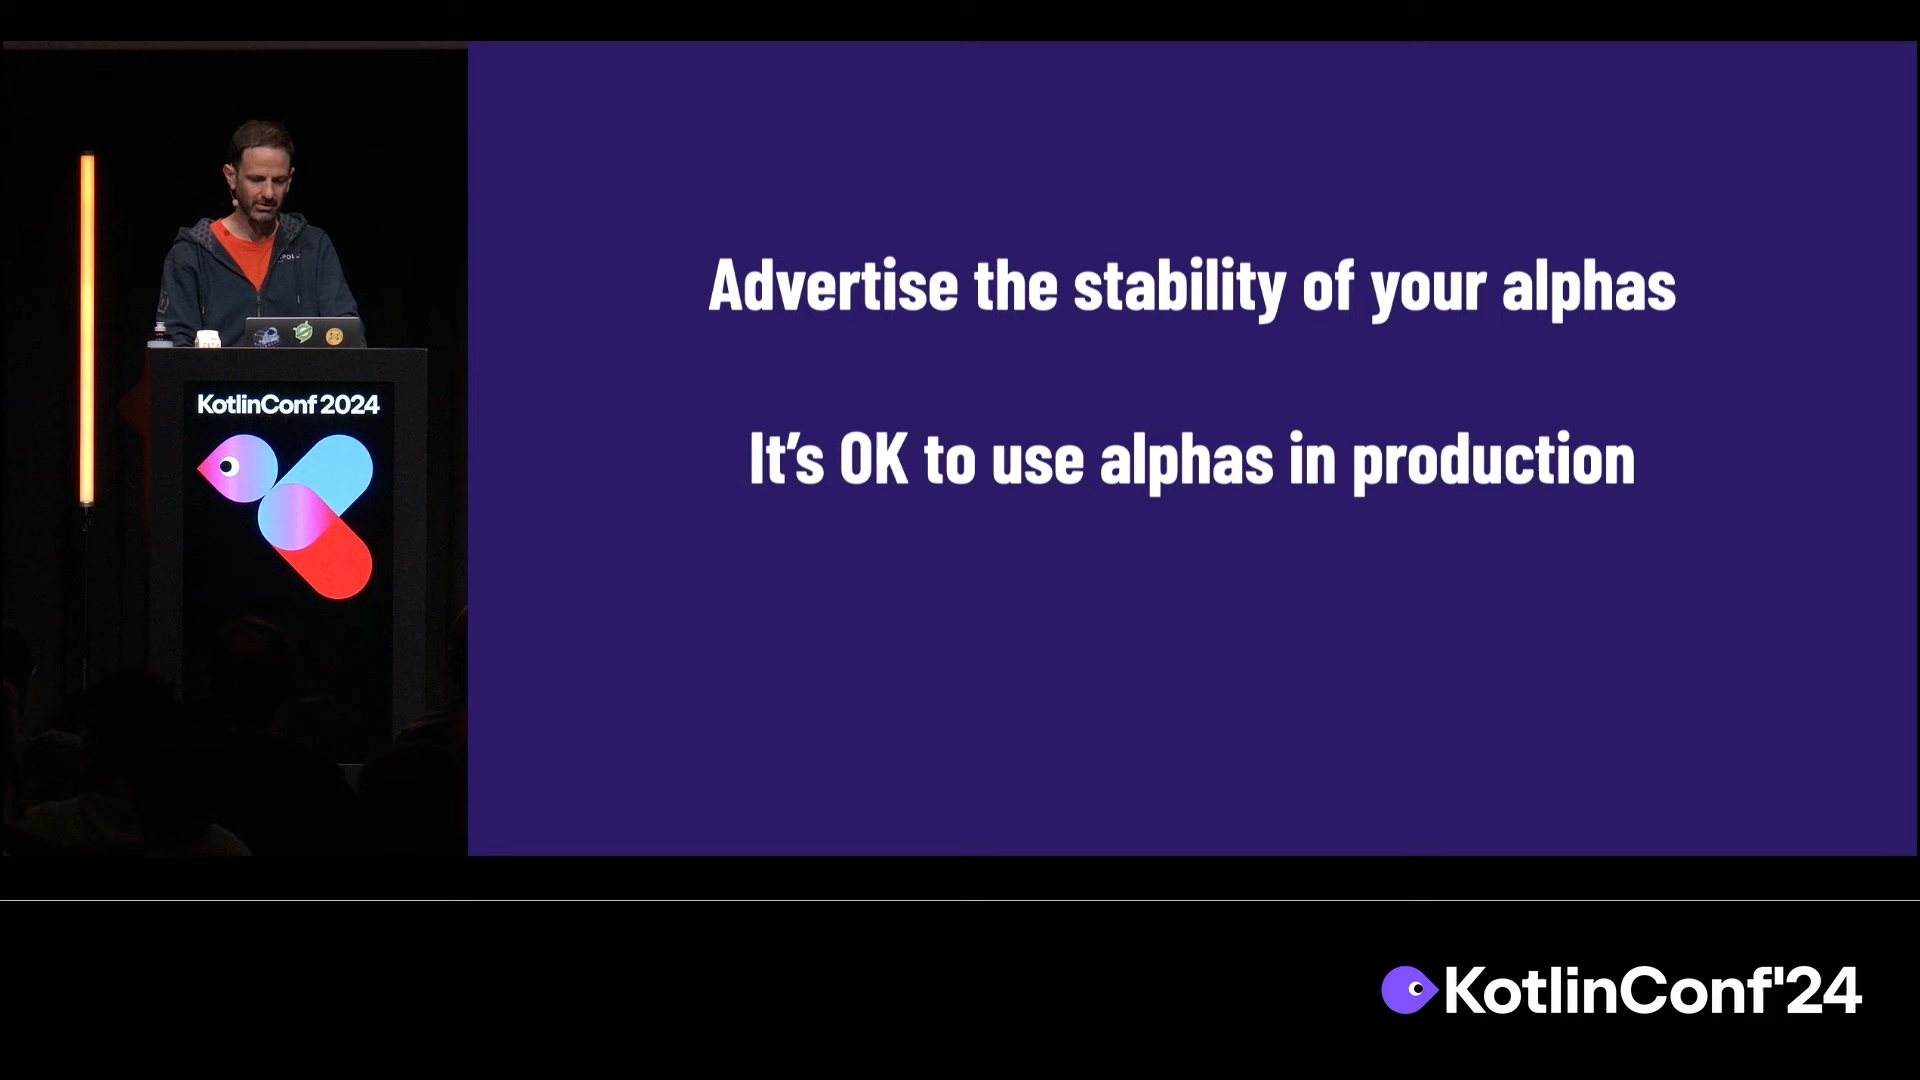 Advertise the stability of your alphas
It's OK to use alphas in production
KotlinConf 2024
KotlinConf'24